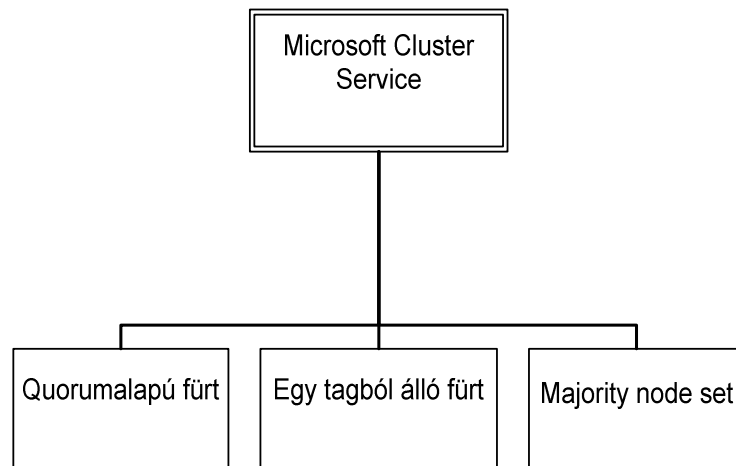 Microsoft Cluster
Service
Quorumalapú fürt
Egy tagból álló fürt
Majority node set